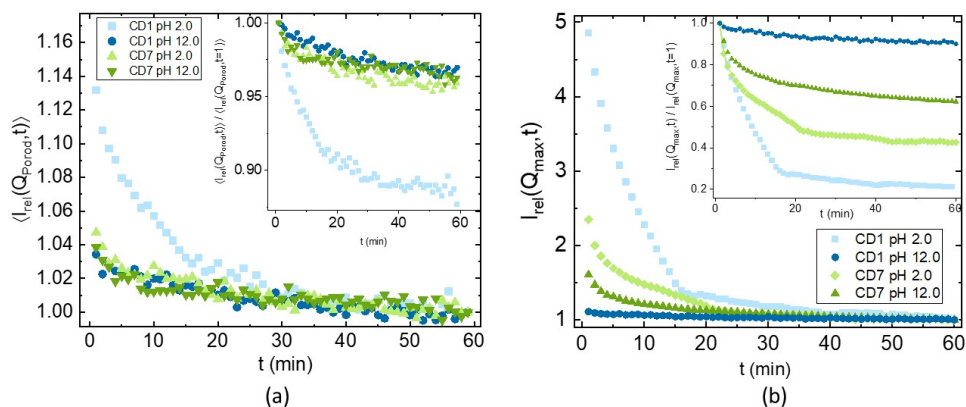 1.16
1.14
1.12
1.10
1.08
1.06
1.04
1.02
1.00
⟨I_rel(Q_Porod,t)⟩
0 10 20 30 40 50 60
t (min)
CD1 pH 2.0
CD1 pH 12.0
CD7 pH 2.0
CD7 pH 12.0
1.00
0.975
0.95
0.90
⟨I_rel(Q_Porod,t)⟩ / ⟨I_rel(Q_Porod,t=1)⟩
0 20 40 60
t (min)
(a)
5
4
3
2
1
I_rel(Q_max,t)
0 10 20 30 40 50 60
t (min)
1.0
0.8
0.6
0.4
0.2
I_rel(Q_max,t) / I_rel(Q_max,t=1)
0 20 40 60
t (min)
CD1 pH 2.0
CD1 pH 12.0
CD7 pH 2.0
CD7 pH 12.0
(b)